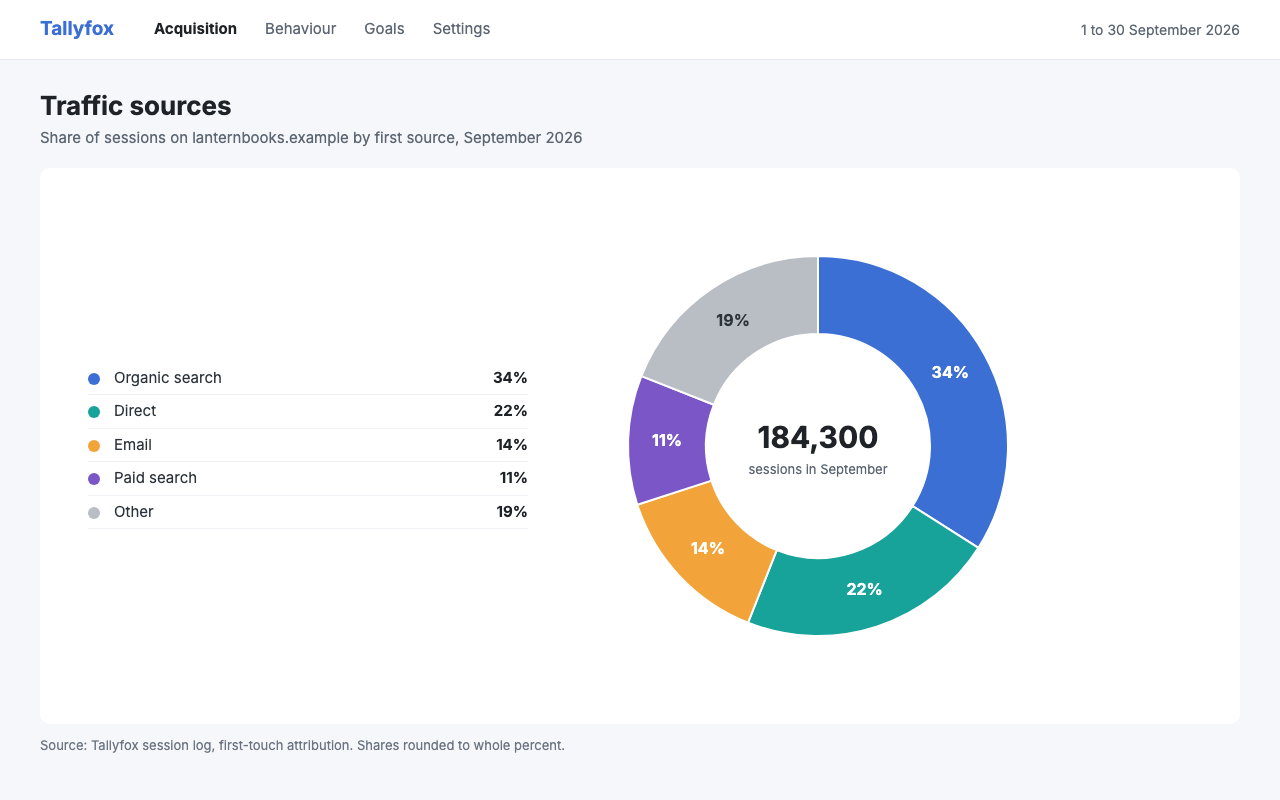 Tallyfox Acquisition Behaviour Goals Settings 1 to 30 September 2026
Traffic sources
Share of sessions on lanternbooks.example by first source, September 2026
Organic search 34%
Direct 22%
Email 14%
Paid search 11%
Other 19%
19%
34%
11%
184,300
sessions in September
14%
22%
Source: Tallyfox session log, first-touch attribution. Shares rounded to whole percent.